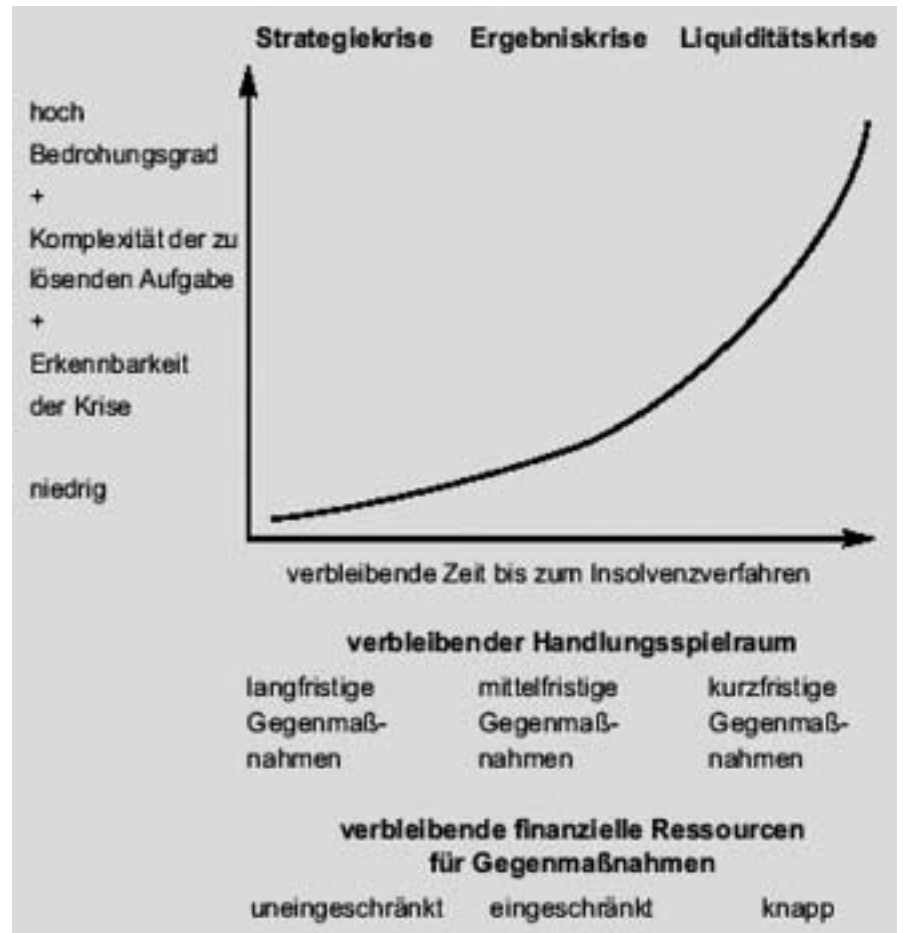 Strategiekrise Ergebniskrise Liquiditätskrise
hoch
Bedrohungsgrad
+
Komplexität der zu
lösenden Aufgabe
+
Erkennbarkeit
der Krise
niedrig
verbleibende Zeit bis zum Insolvenzverfahren
verbleibender Handlungsspielraum
langfristige mittelfristige kurzfristige
Gegenmaß- Gegenmaß- Gegenmaß-
nahmen nahmen nahmen
verbleibende finanzielle Ressourcen
für Gegenmaßnahmen
uneingeschränkt eingeschränkt knapp